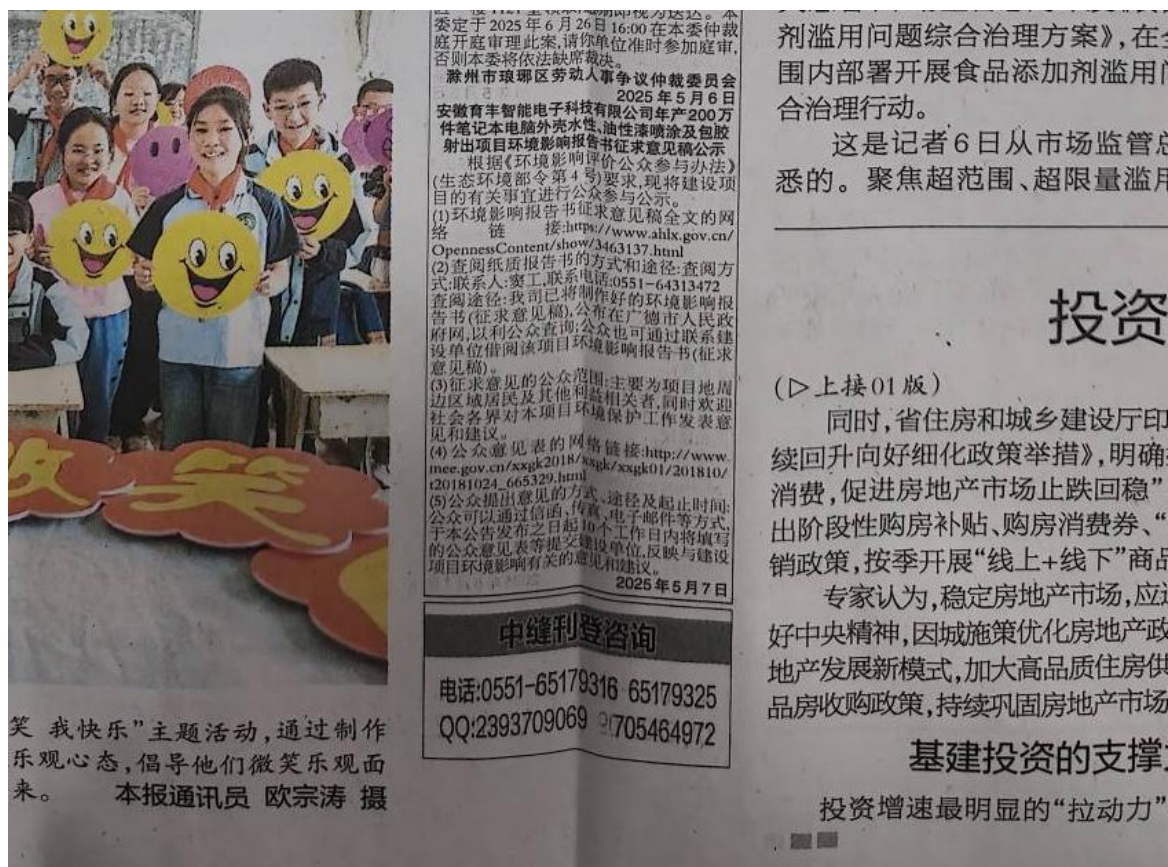 委定于2025年6月26日16:00在本委仲裁
庭开庭审理此案,请你单位准时参加庭审,
否则本委将依法缺席裁决。
滁州市琅琊区劳动人事争议仲裁委员会
2025年5月6日
安徽育丰智能电子科技有限公司年产200万
件笔记本电脑外壳水性、油性漆喷涂及包胶
射出项目环境影响报告书征求意见稿公示
根据《环境影响评价公众参与办法》
(生态环境部令第4号)要求,现将建设项
目的有关事宜进行公众参与公示。
(1)环境影响报告书征求意见稿全文的网
络链接:https://www.ahlx.gov.cn/
OpennessContent/show/3463137.html
(2)查阅纸质报告书的方式和途径:查阅方
式:联系人:窦工,联系电话:0551-64313472
查阅途径:我司已将制作好的环境影响报
告书(征求意见稿),公布在广德市人民政
府网,以利公众查询;公众也可通过联系建
设单位借阅该项目环境影响报告书(征求
意见稿)。
(3)征求意见的公众范围:主要为项目地周
边区域居民及其他利益相关者,同时欢迎
社会各界对本项目环境保护工作发表意
见和建议。
(4)公众意见表的网络链接:http://www.
mee.gov.cn/xxgk2018/xxgk/xxgk01/201810/
t20181024_665329.html
(5)公众提出意见的方式、途径及起止时间:
公众可以通过信函、传真、电子邮件等方式,
于本公告发布之日起10个工作日内将填写
的公众意见表等提交建设单位,反映与建设
项目环境影响有关的意见和建议。
2025年5月7日
中缝刊登咨询
电话:0551-65179316 65179325
QQ:2393709069 705464972
笑
笑 我快乐”主题活动,通过制作
乐观心态,倡导他们微笑乐观面
来。 本报通讯员 欧宗涛 摄
剂滥用问题综合治理方案》,在
围内部署开展食品添加剂滥用
合治理行动。
这是记者6日从市场监管
悉的。聚焦超范围、超限量滥用
投资
(▷上接01版)
同时,省住房和城乡建设厅印
续回升向好细化政策举措》,明确
消费,促进房地产市场止跌回稳”
出阶段性购房补贴、购房消费券、“
销政策,按季开展“线上+线下”商品
专家认为,稳定房地产市场,应
好中央精神,因城施策优化房地产政
地产发展新模式,加大高品质住房供
品房收购政策,持续巩固房地产市场
基建投资的支撑
投资增速最明显的“拉动力”